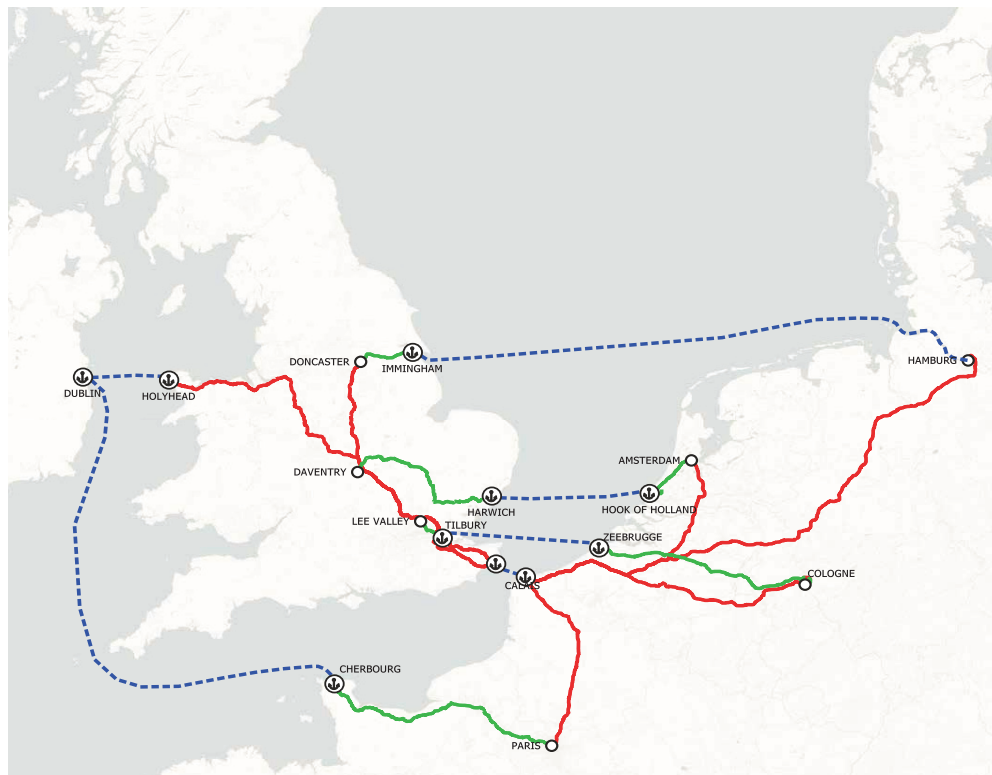 DONCASTER
IMMINGHAM
HAMBURG
DUBLIN
HOLYHEAD
AMSTERDAM
DAVENTRY
HARWICH
HOOK OF HOLLAND
LEE VALLEY
TILBURY
ZEEBRUGGE
COLOGNE
CALAIS
CHERBOURG
PARIS